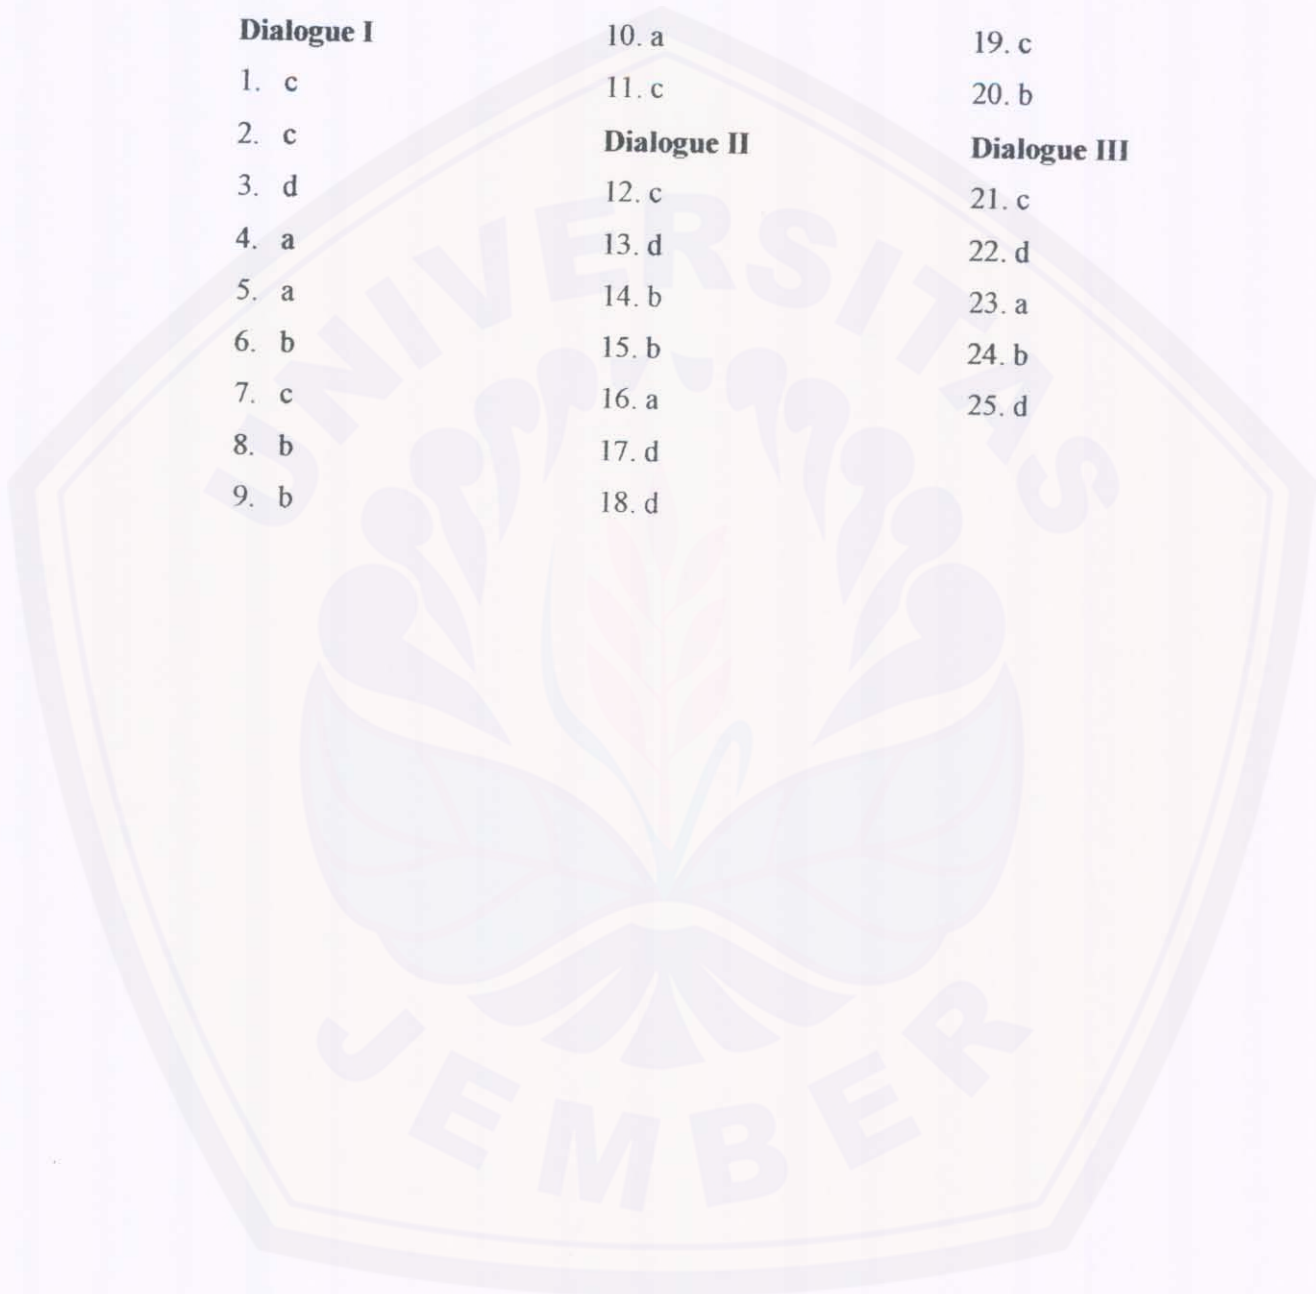 Dialogue I
1. c
2. c
3. d
4. a
5. a
6. b
7. c
8. b
9. b
10. a
11. c
Dialogue II
12. c
13. d
14. b
15. b
16. a
17. d
18. d
19. c
20. b
Dialogue III
21. c
22. d
23. a
24. b
25. d
UNIVERSITAS
JEMBER